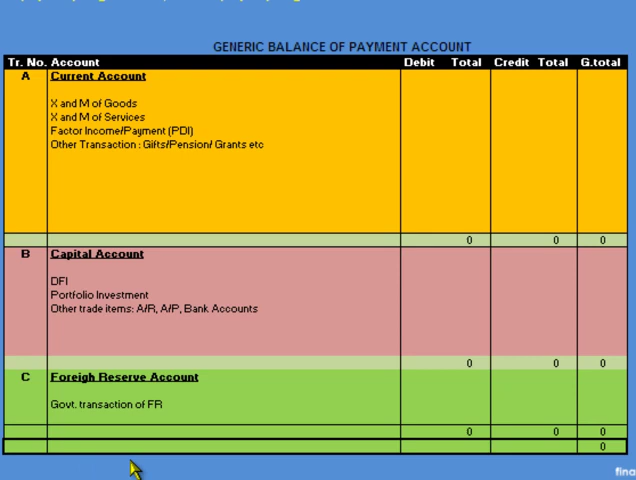 GENERIC BALANCE OF PAYMENT ACCOUNT
Tr. No. Account Debit Total Credit Total G.total
A Current Account
X and M of Goods
X and M of Services
Factor Income/Payment (PDI)
Other Transaction : Gifts/Pension/ Grants etc
0 0 0
B Capital Account
DFI
Portfolio Investment
Other trade items: A/R, A/P, Bank Accounts
0 0 0
C Foreigh Reserve Account
Govt. transaction of FR
0 0 0
0
fina